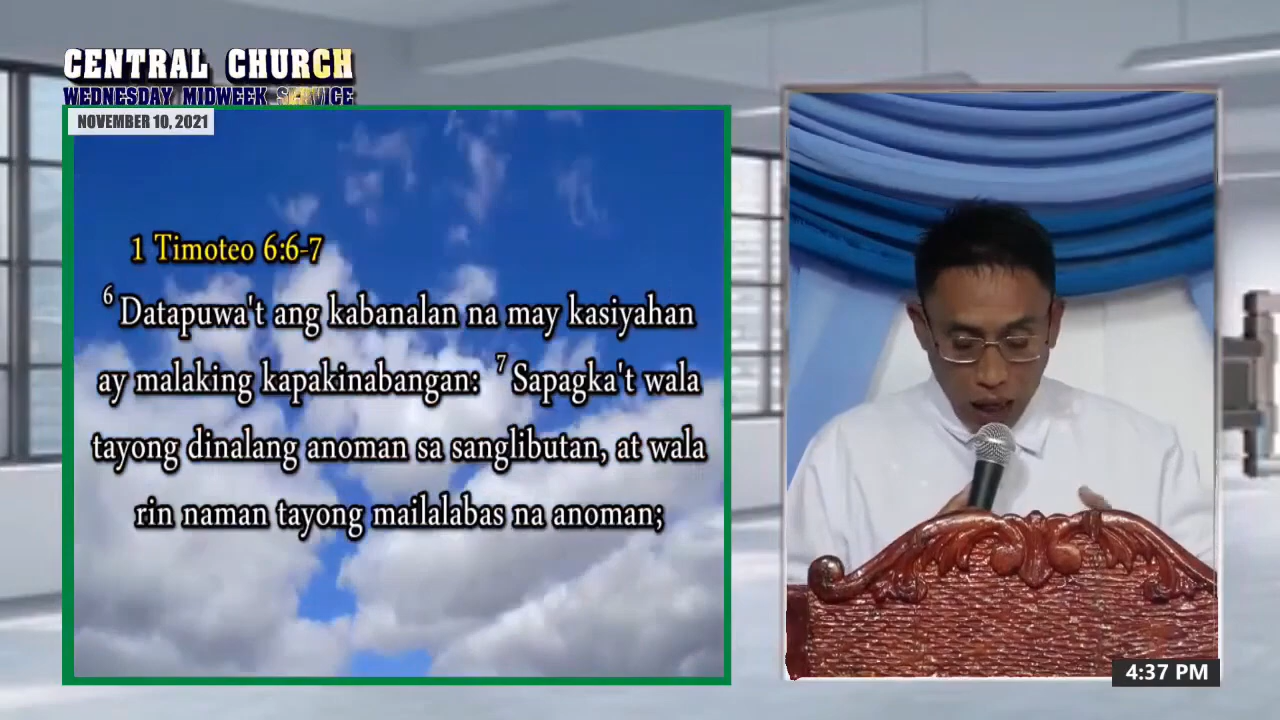 CENTRAL CHURCH
WEDNESDAY MIDWEEK SERVICE
NOVEMBER 10, 2021
1 Timoteo 6:6-7
6 Datapuwa't ang kabanalan na may kasiyahan
ay malaking kapakinabangan: 7 Sapagka't wala
tayong dinalang anoman sa sanglibutan, at wala
rin naman tayong mailalabas na anoman;
4:37 PM